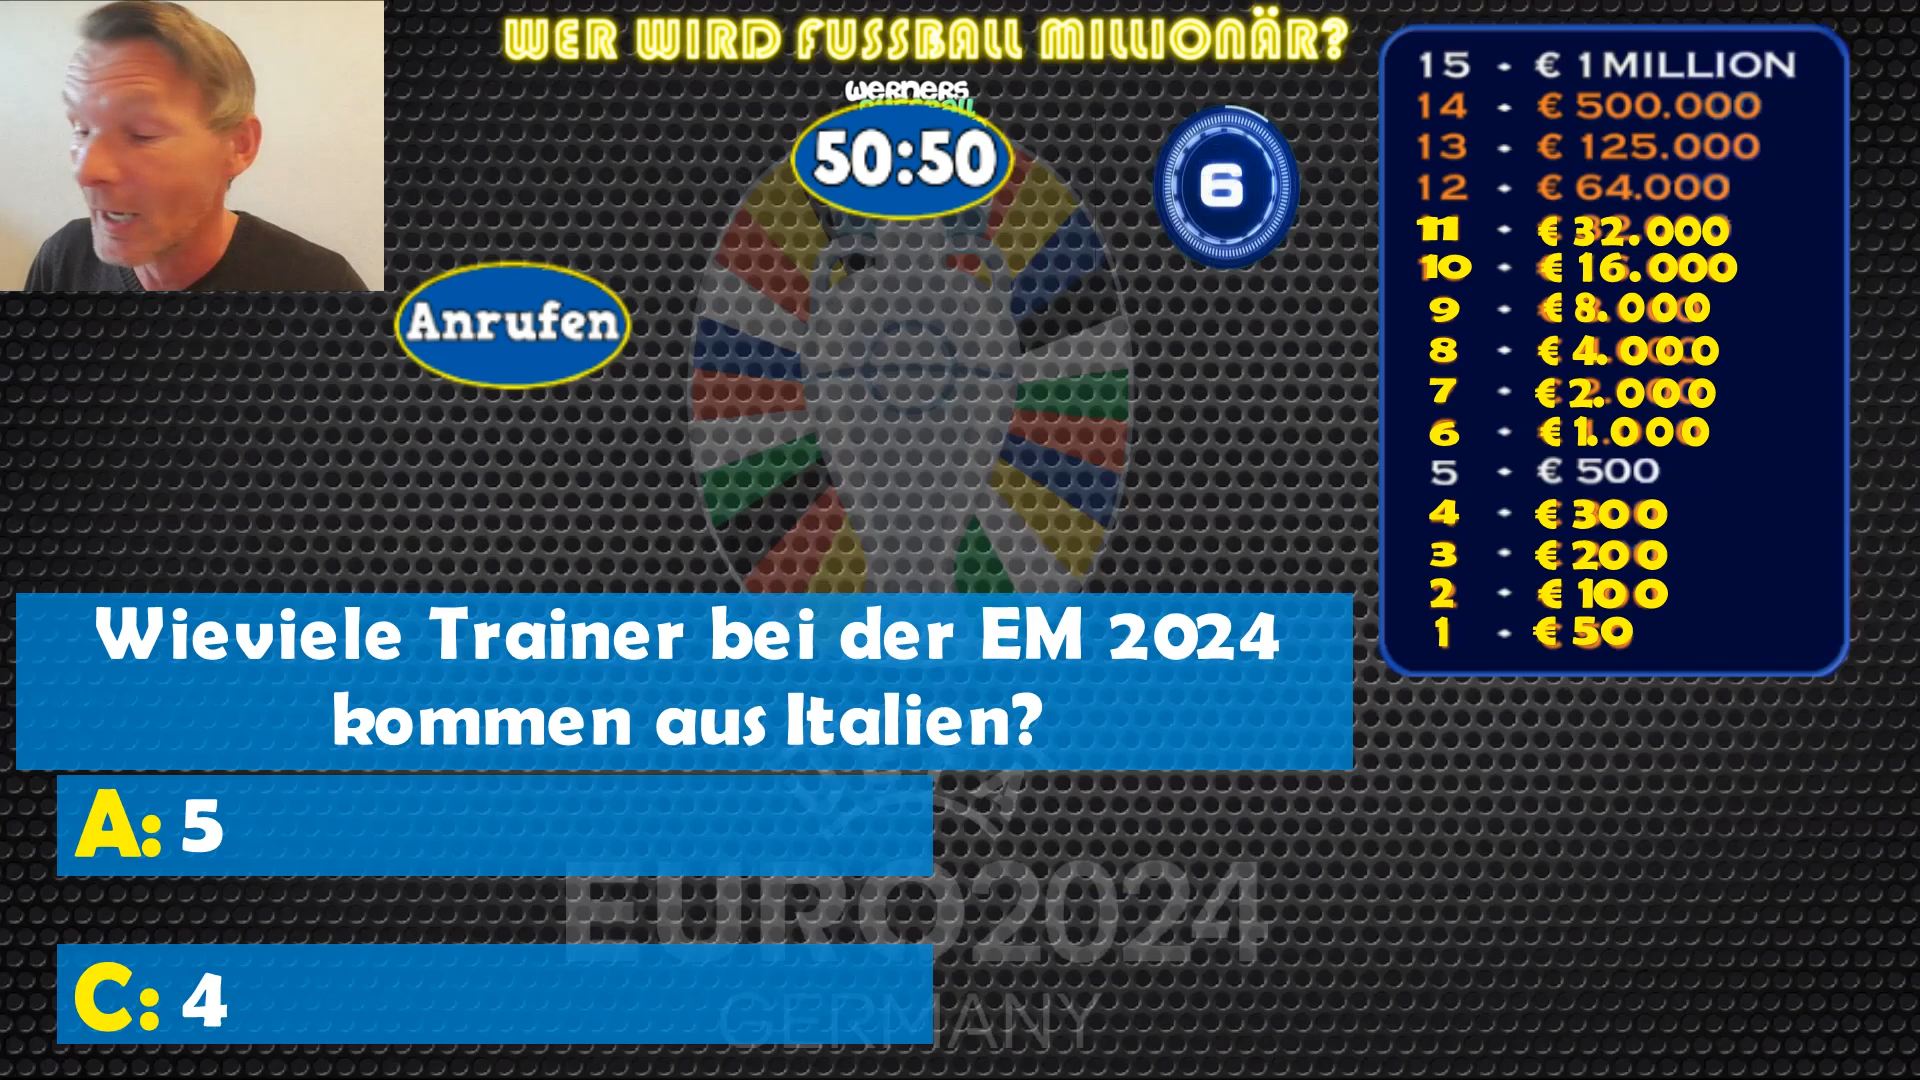 WER WIRD FUSSBALL MILLIONÄR?
WERNERS
50:50
6
Anrufen
15 · € 1 MILLION
14 · € 500.000
13 · € 125.000
12 · € 64.000
11 · € 32.000
10 · € 16.000
9 · € 8.000
8 · € 4.000
7 · € 2.000
6 · € 1.000
5 · € 500
4 · € 300
3 · € 200
2 · € 100
1 · € 50
Wieviele Trainer bei der EM 2024
kommen aus Italien?
A: 5
C: 4
EURO2024
GERMANY